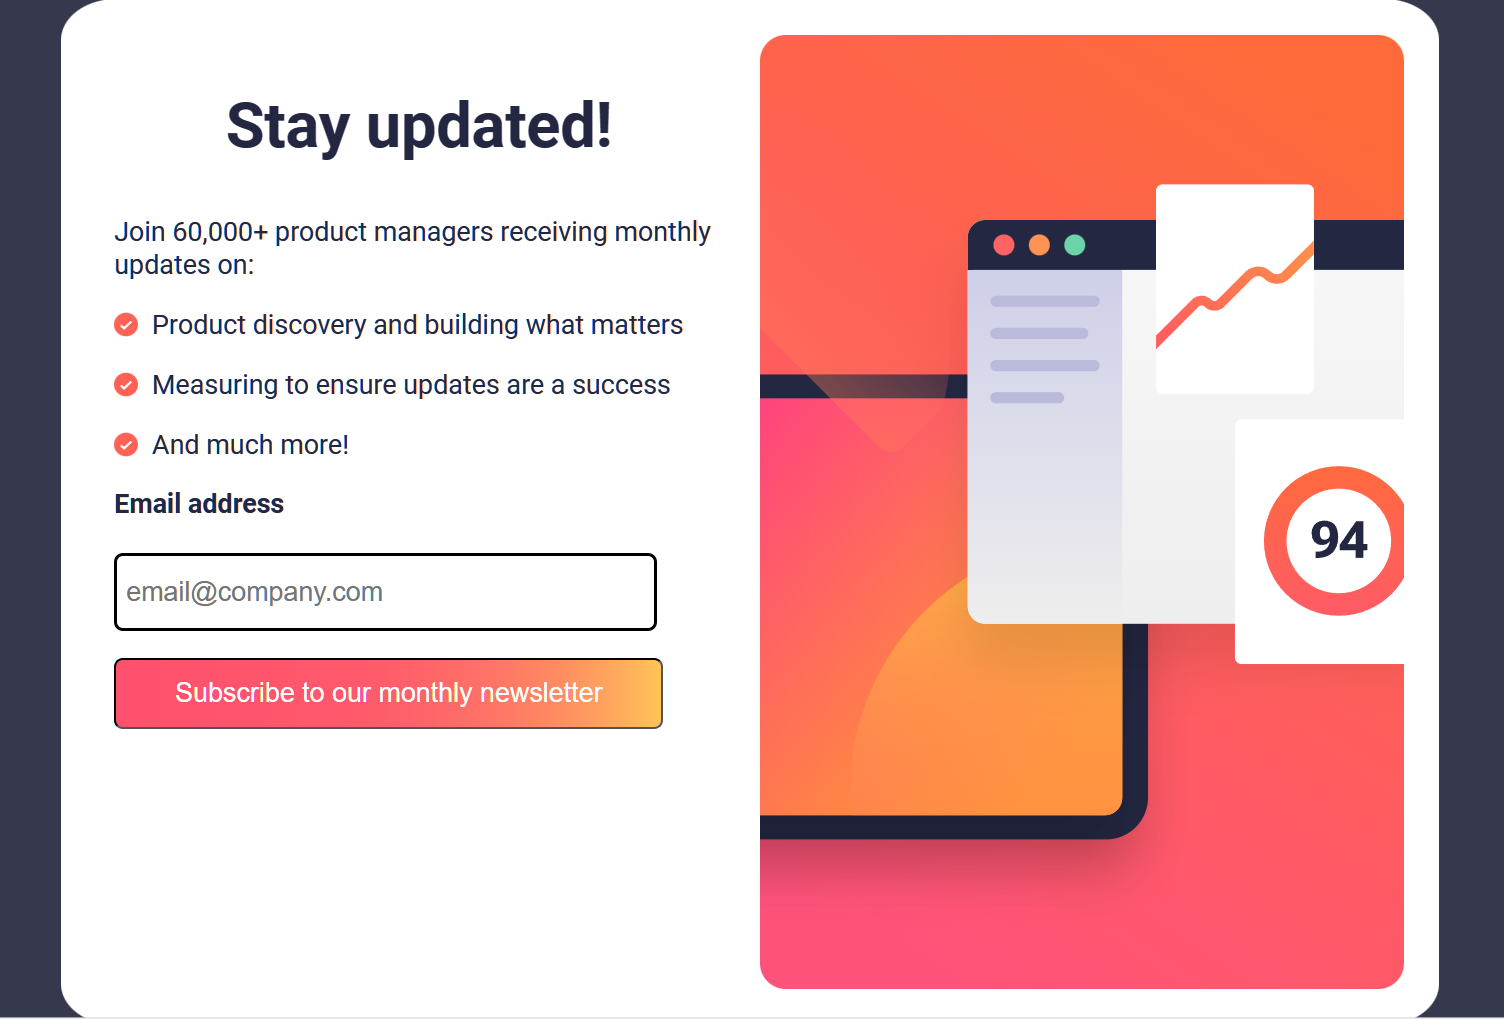 Stay updated!
Join 60,000+ product managers receiving monthly
updates on:
Product discovery and building what matters
Measuring to ensure updates are a success
And much more!
Email address
email@company.com
Subscribe to our monthly newsletter
94